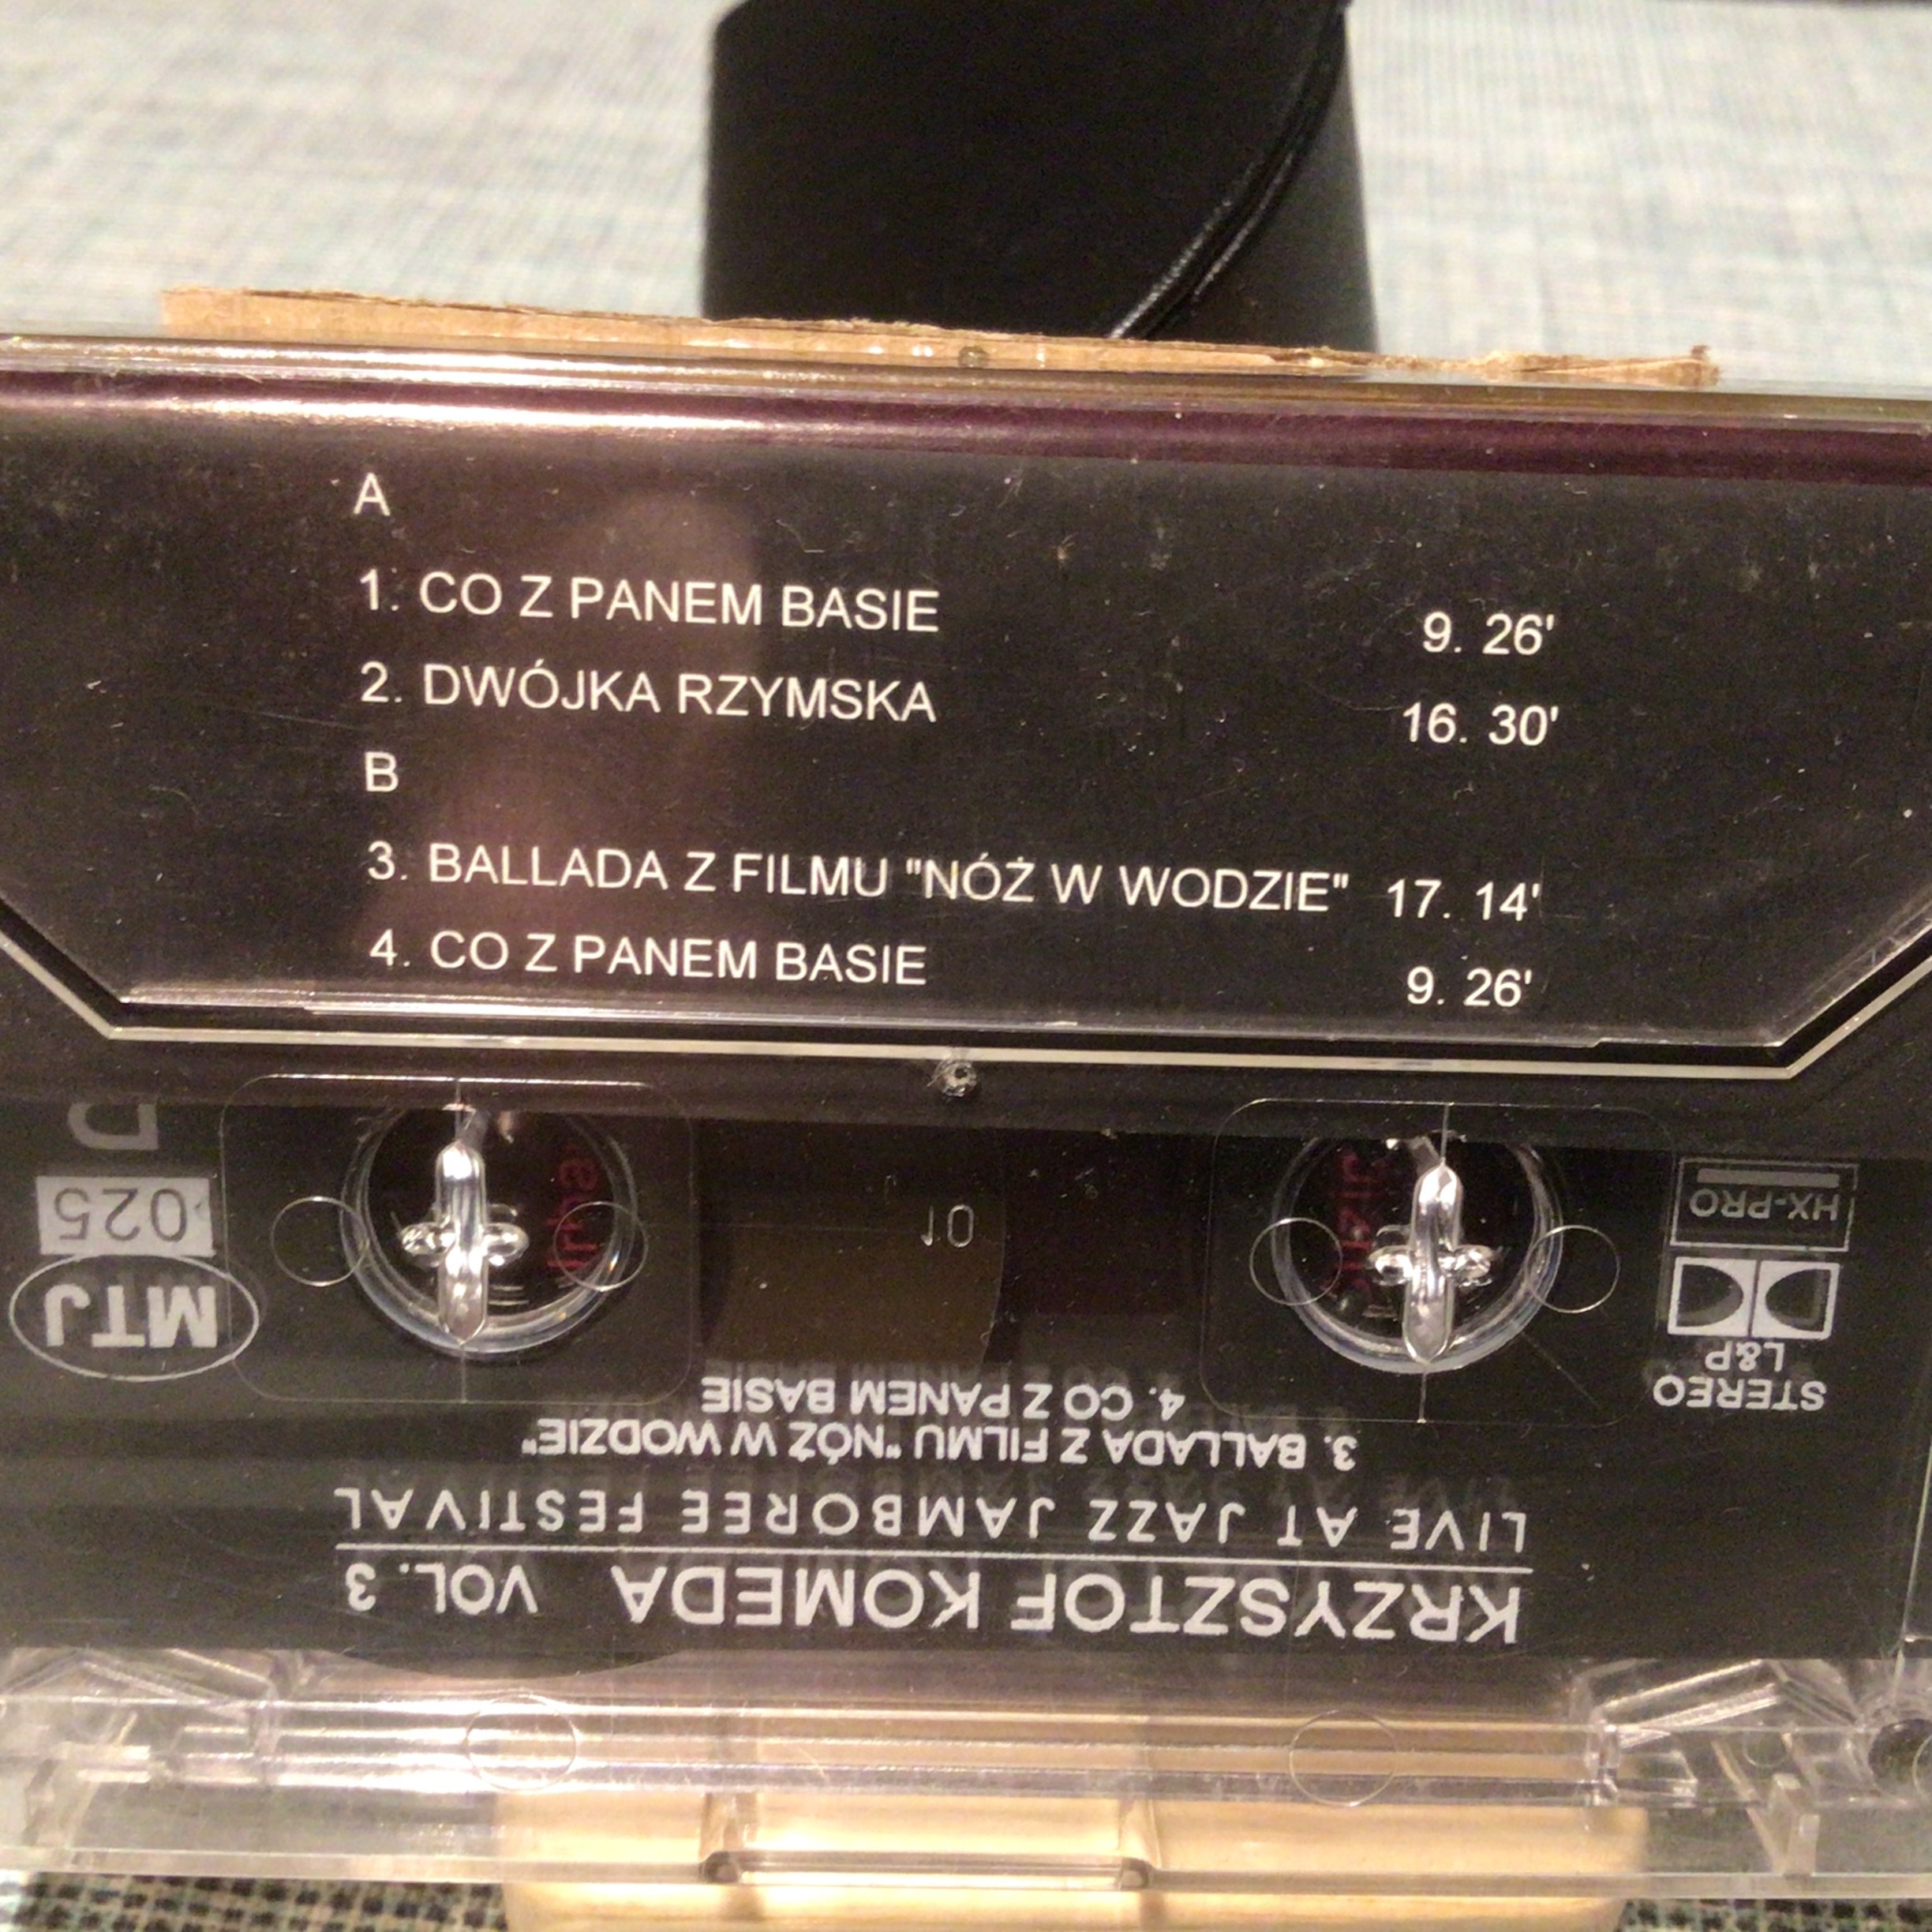 A
1. CO Z PANEM BASIE 9. 26'
2. DWÓJKA RZYMSKA 16. 30'
B
3. BALLADA Z FILMU "NÓŻ W WODZIE" 17. 14'
4. CO Z PANEM BASIE 9. 26'
KRZYSZTOF KOMEDA VOL. 3
LIVE AT JAZZ JAMBOREE FESTIVAL
3. BALLADA Z FILMU "NÓŻ W WODZIE"
4. CO Z PANEM BASIE
STEREO
L&P
HX-PRO
MTJ
025
01